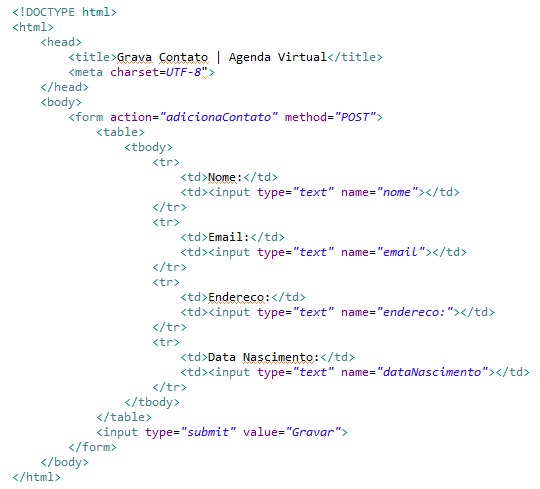 <!DOCTYPE html>
<html>
    <head>
        <title>Grava Contato | Agenda Virtual</title>
        <meta charset=UTF-8">
    </head>
    <body>
        <form action="adicionaContato" method="POST">
            <table>
                <tbody>
                    <tr>
                        <td>Nome:</td>
                        <td><input type="text" name="nome"></td>
                    </tr>
                    <tr>
                        <td>Email:</td>
                        <td><input type="text" name="email"></td>
                    </tr>
                    <tr>
                        <td>Endereco:</td>
                        <td><input type="text" name="endereco:"></td>
                    </tr>
                    <tr>
                        <td>Data Nascimento:</td>
                        <td><input type="text" name="dataNascimento"></td>
                    </tr>
                </tbody>
            </table>
            <input type="submit" value="Gravar">
        </form>
    </body>
</html>